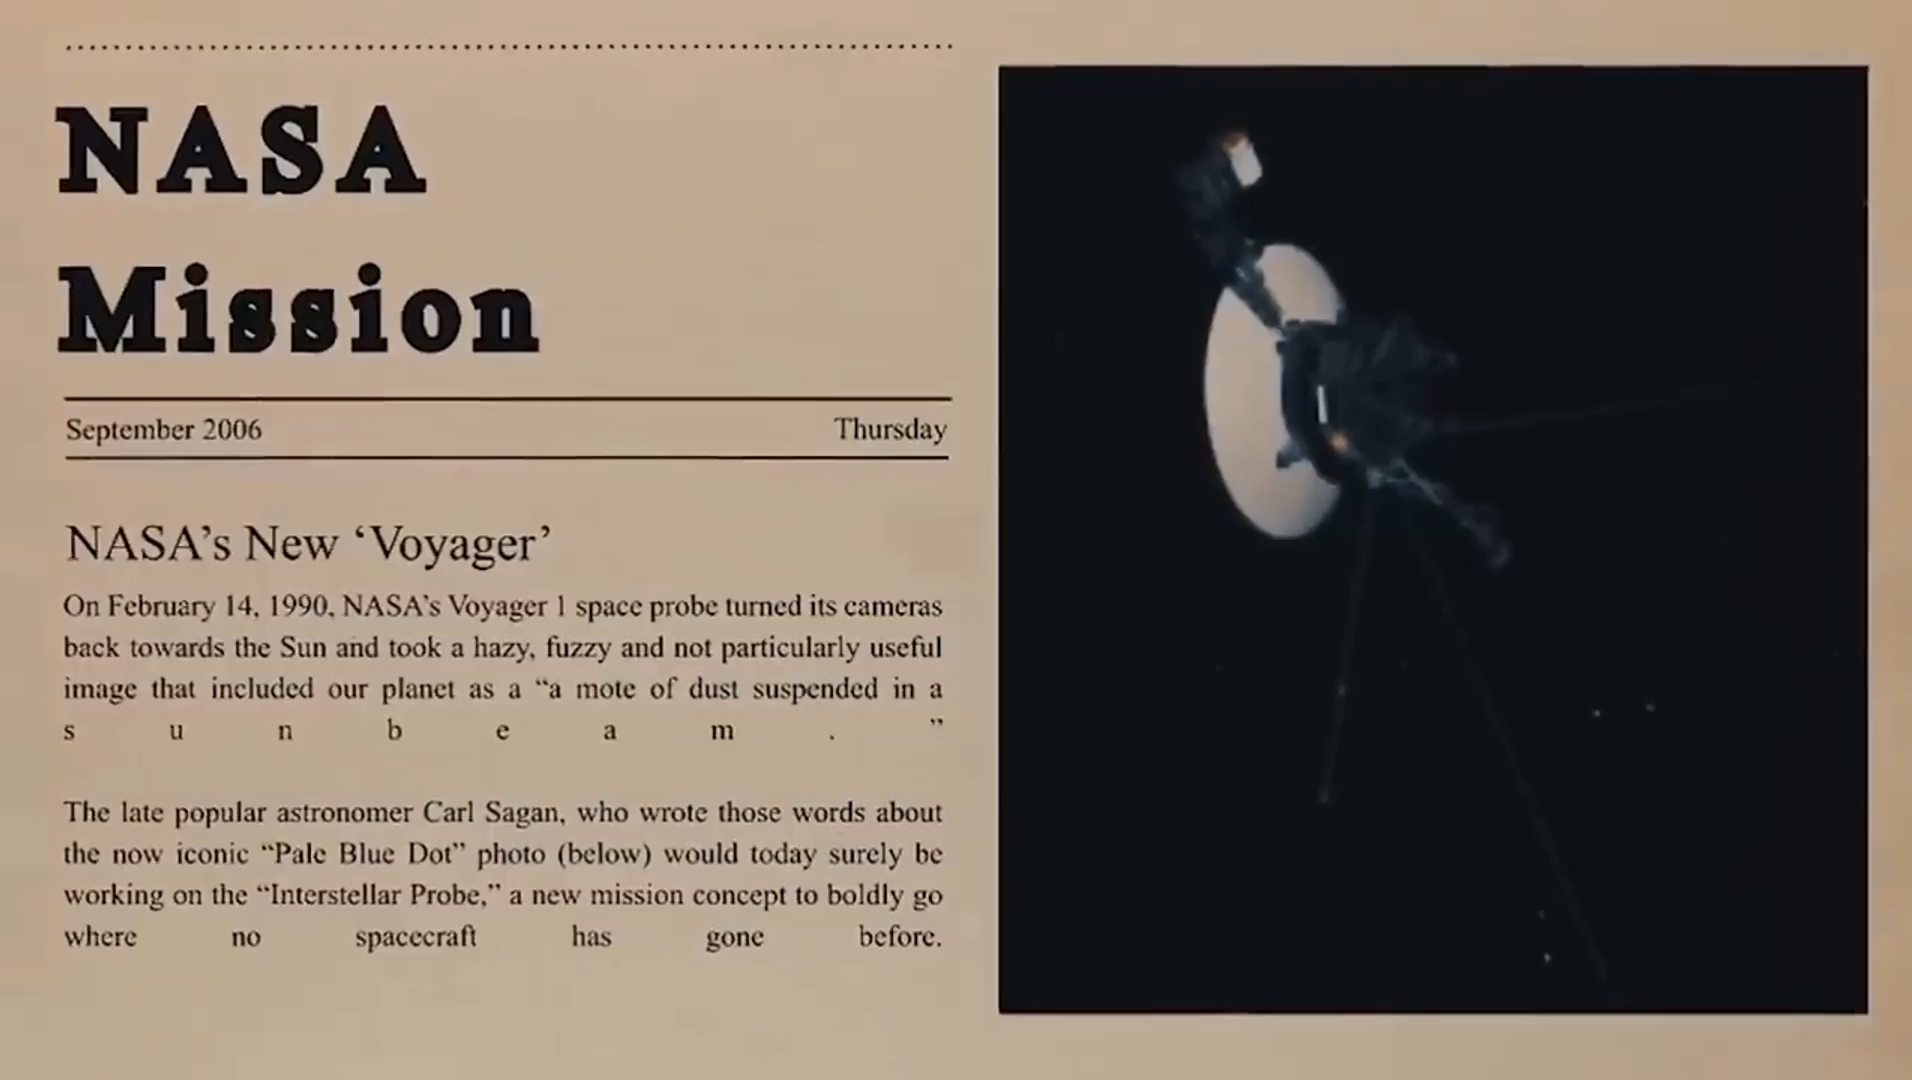 NASA
Mission
September 2006 Thursday
NASA's New ‘Voyager’
On February 14, 1990, NASA's Voyager 1 space probe turned its cameras
back towards the Sun and took a hazy, fuzzy and not particularly useful
image that included our planet as a “a mote of dust suspended in a
s u n b e a m . ”
The late popular astronomer Carl Sagan, who wrote those words about
the now iconic “Pale Blue Dot” photo (below) would today surely be
working on the “Interstellar Probe,” a new mission concept to boldly go
where no spacecraft has gone before.